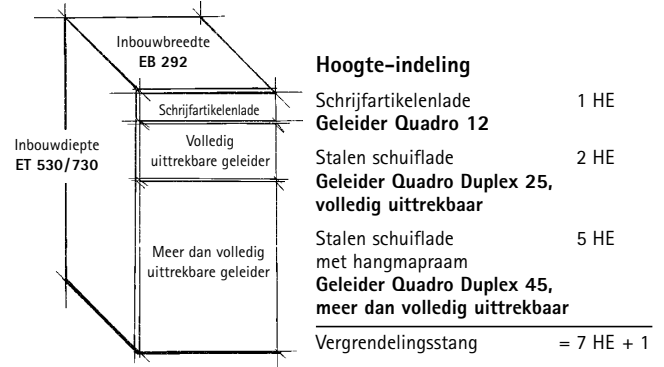 Inbouwbreedte
EB 292
Schrijfartikelenlade
Inbouwdiepte
ET 530/730
Volledig
uittrekbare geleider
Meer dan volledig
uittrekbare geleider
Hoogte-indeling
Schrijfartikelenlade 1 HE
Geleider Quadro 12
Stalen schuiflade 2 HE
Geleider Quadro Duplex 25,
volledig uittrekbaar
Stalen schuiflade 5 HE
met hangmapraam
Geleider Quadro Duplex 45,
meer dan volledig uittrekbaar
Vergrendelingsstang = 7 HE + 1